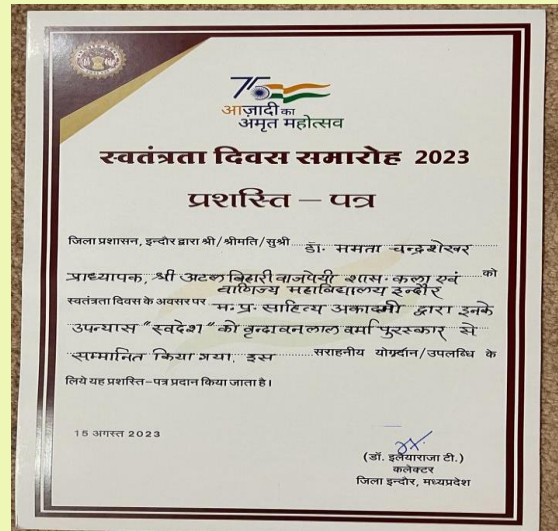 75
आज़ादी का
अमृत महोत्सव
स्वतंत्रता दिवस समारोह 2023
प्रशस्ति – पत्र
जिला प्रशासन, इन्दौर द्वारा श्री/श्रीमति/सुश्री डॉ. ममता चन्द्रशेखर
प्राध्यापक, श्री अटल बिहारी वाजपेयी शास. कला एवं को
वाणिज्य महाविद्यालय इन्दौर
स्वतंत्रता दिवस के अवसर पर म.प्र. साहित्य अकादमी द्वारा इनके
उपन्यास "स्वदेश" को वृन्दावनलाल वर्मा पुरस्कार से
सम्मानित किया गया, इस सराहनीय योगदान/उपलब्धि के
लिये यह प्रशस्ति–पत्र प्रदान किया जाता है।
15 अगस्त 2023
(डॉ. इलैयाराजा टी.)
कलेक्टर
जिला इन्दौर, मध्यप्रदेश